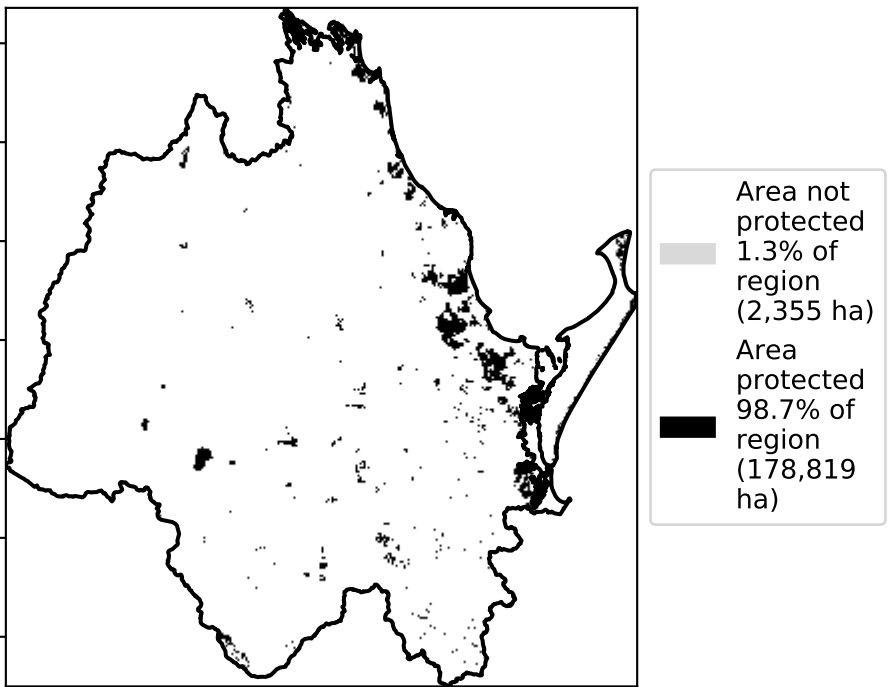 Area not
protected
1.3% of
region
(2,355 ha)
Area
protected
98.7% of
region
(178,819
ha)